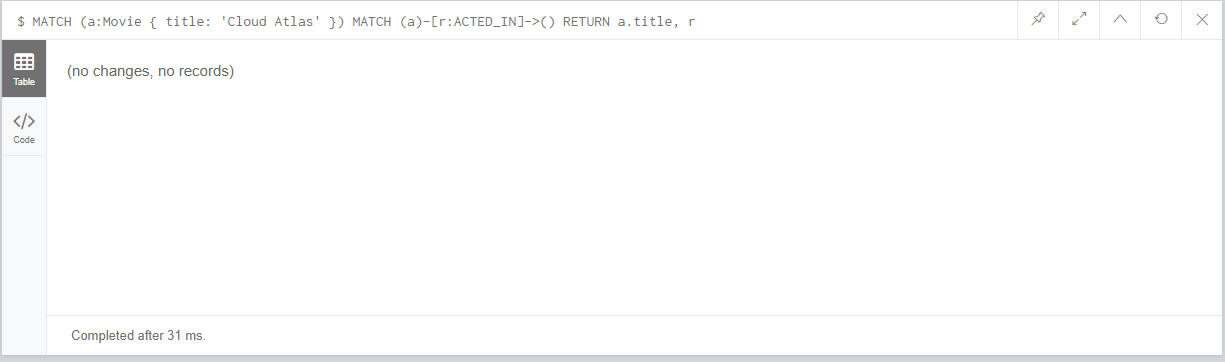 $ MATCH (a:Movie { title: 'Cloud Atlas' }) MATCH (a)-[r:ACTED_IN]->() RETURN a.title, r
(no changes, no records)
Table
</>
Code
Completed after 31 ms.